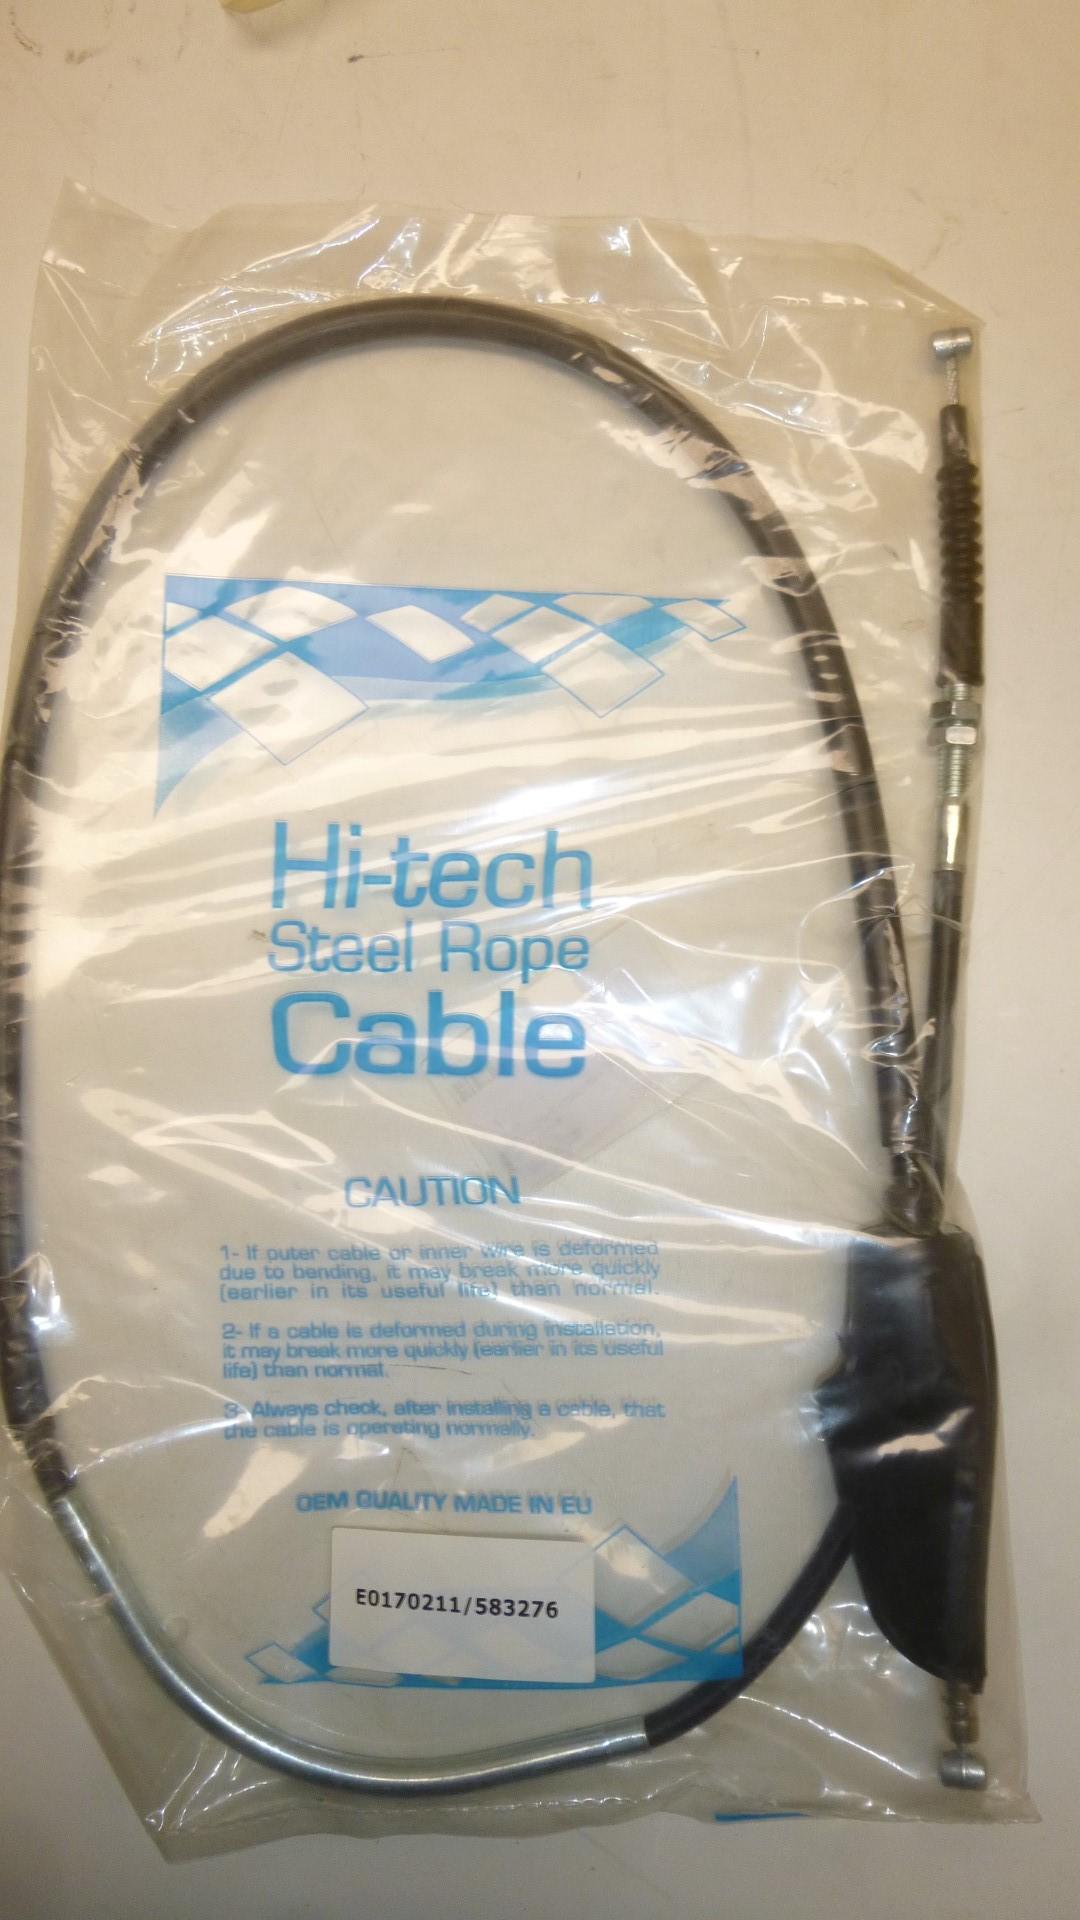 Hi-tech
Steel Rope
Cable
CAUTION
1- If outer cable or inner wire is deformed
due to bending, it may break more quickly
(earlier in its useful life) than normal.
2- If a cable is deformed during installation,
it may break more quickly (earlier in its useful
life) than normal.
3- Always check, after installing a cable, that
the cable is operating normally.
OEM QUALITY MADE IN EU
E0170211/583276